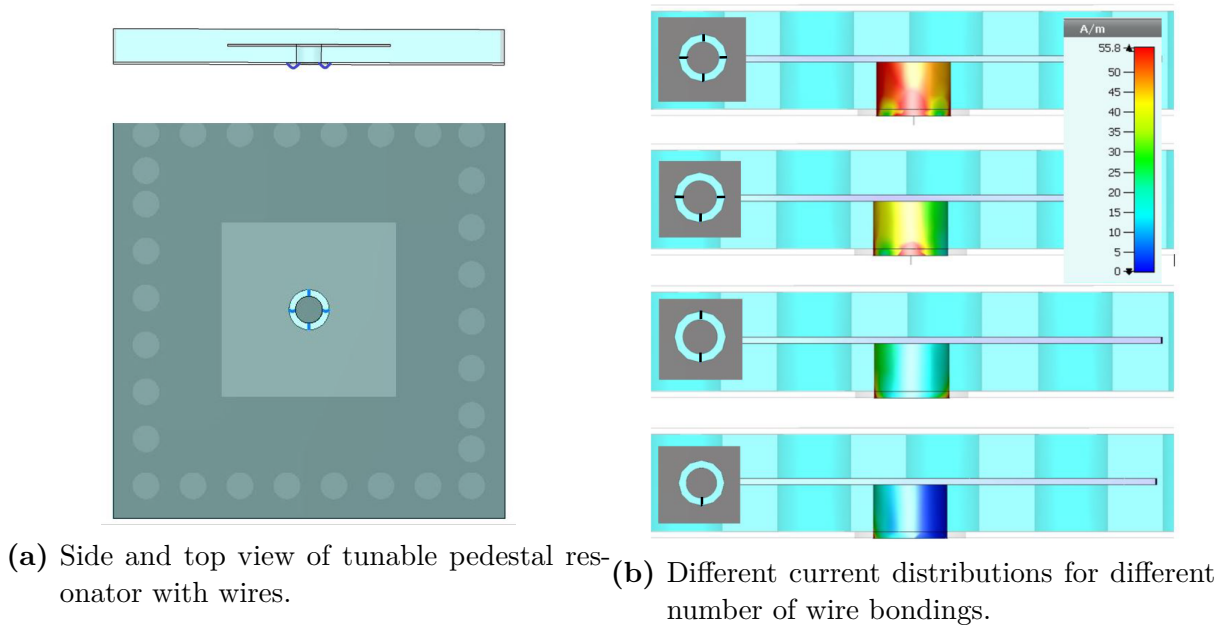 A/m
55.8
50
45
40
35
30
25
20
15
10
5
0
(a) Side and top view of tunable pedestal res-
onator with wires.
(b) Different current distributions for different
number of wire bondings.